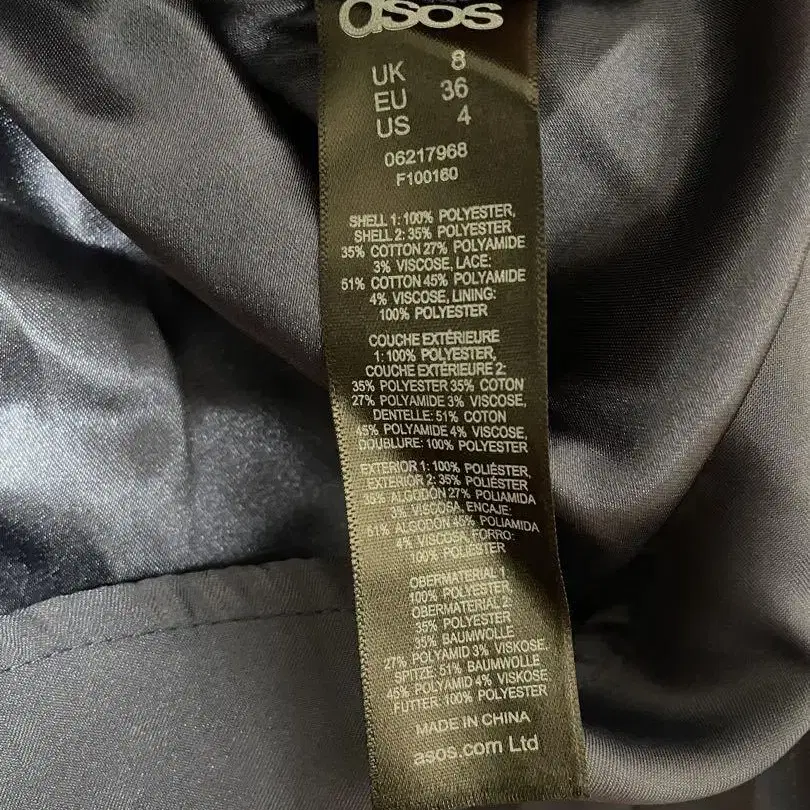 asos
UK 8
EU 36
US 4
06217968
F100160
SHELL 1: 100% POLYESTER,
SHELL 2: 35% POLYESTER
35% COTTON 27% POLYAMIDE
3% VISCOSE, LACE:
51% COTTON 45% POLYAMIDE
4% VISCOSE, LINING:
100% POLYESTER
COUCHE EXTÉRIEURE
1: 100% POLYESTER,
COUCHE EXTÉRIEURE 2:
35% POLYESTER 35% COTON
27% POLYAMIDE 3% VISCOSE,
DENTELLE: 51% COTON
45% POLYAMIDE 4% VISCOSE,
DOUBLURE: 100% POLYESTER
EXTERIOR 1: 100% POLIÉSTER,
EXTERIOR 2: 35% POLIÉSTER
35% ALGODÓN 27% POLIAMIDA
3% VISCOSA, ENCAJE:
51% ALGODÓN 45% POLIAMIDA
4% VISCOSA, FORRO:
100% POLIÉSTER
OBERMATERIAL 1:
100% POLYESTER,
OBERMATERIAL 2:
35% POLYESTER
35% BAUMWOLLE
27% POLYAMID 3% VISKOSE,
SPITZE: 51% BAUMWOLLE
45% POLYAMID 4% VISKOSE,
FUTTER: 100% POLYESTER
MADE IN CHINA
asos.com Ltd